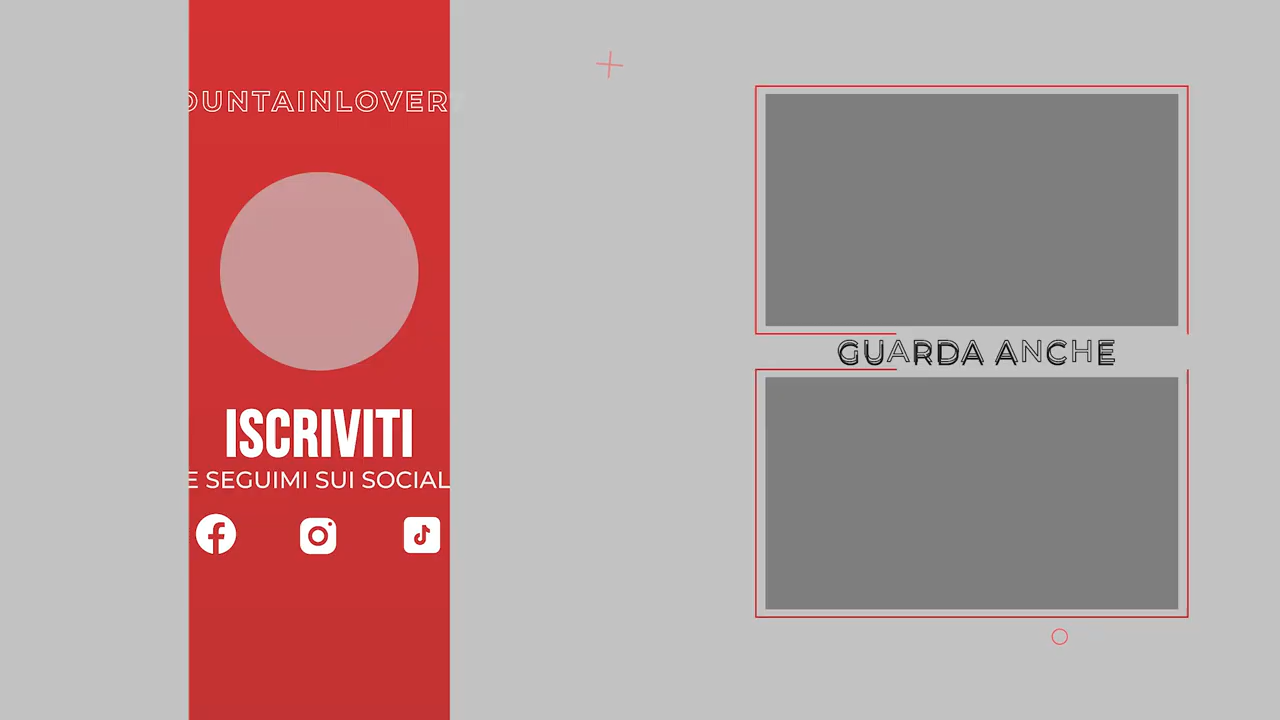 OUNTAINLOVER
ISCRIVITI
E SEGUIMI SUI SOCIAL
GUARDA ANCHE